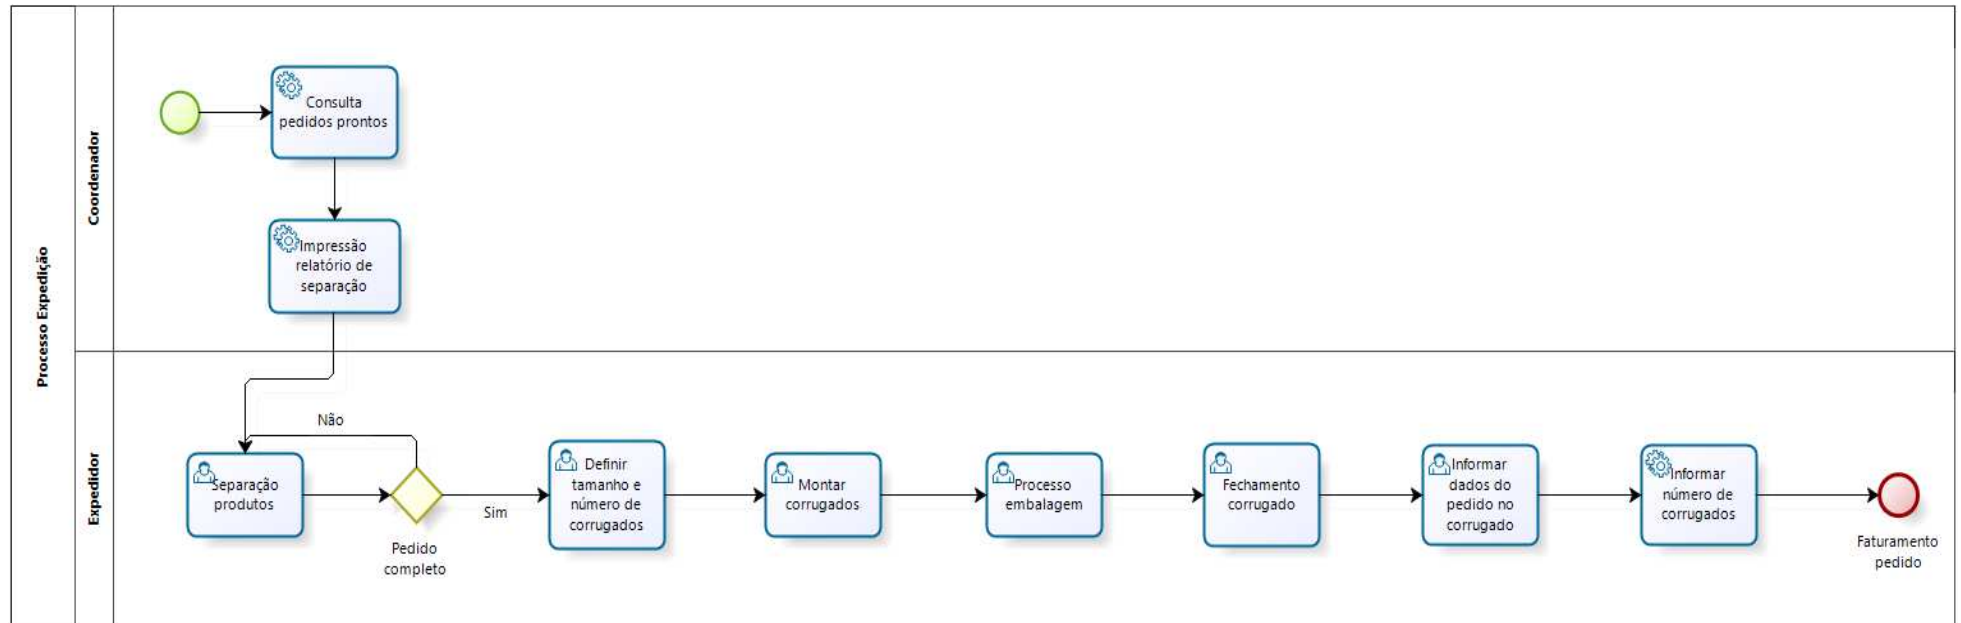 Processo Expedição
Coordenador
Consulta
pedidos prontos
Impressão
relatório de
separação
Expedidor
Não
Separação
produtos
Pedido
completo
Sim
Definir
tamanho e
número de
corrugados
Montar
corrugados
Processo
embalagem
Fechamento
corrugado
Informar
dados do
pedido no
corrugado
Informar
número de
corrugados
Faturamento
pedido